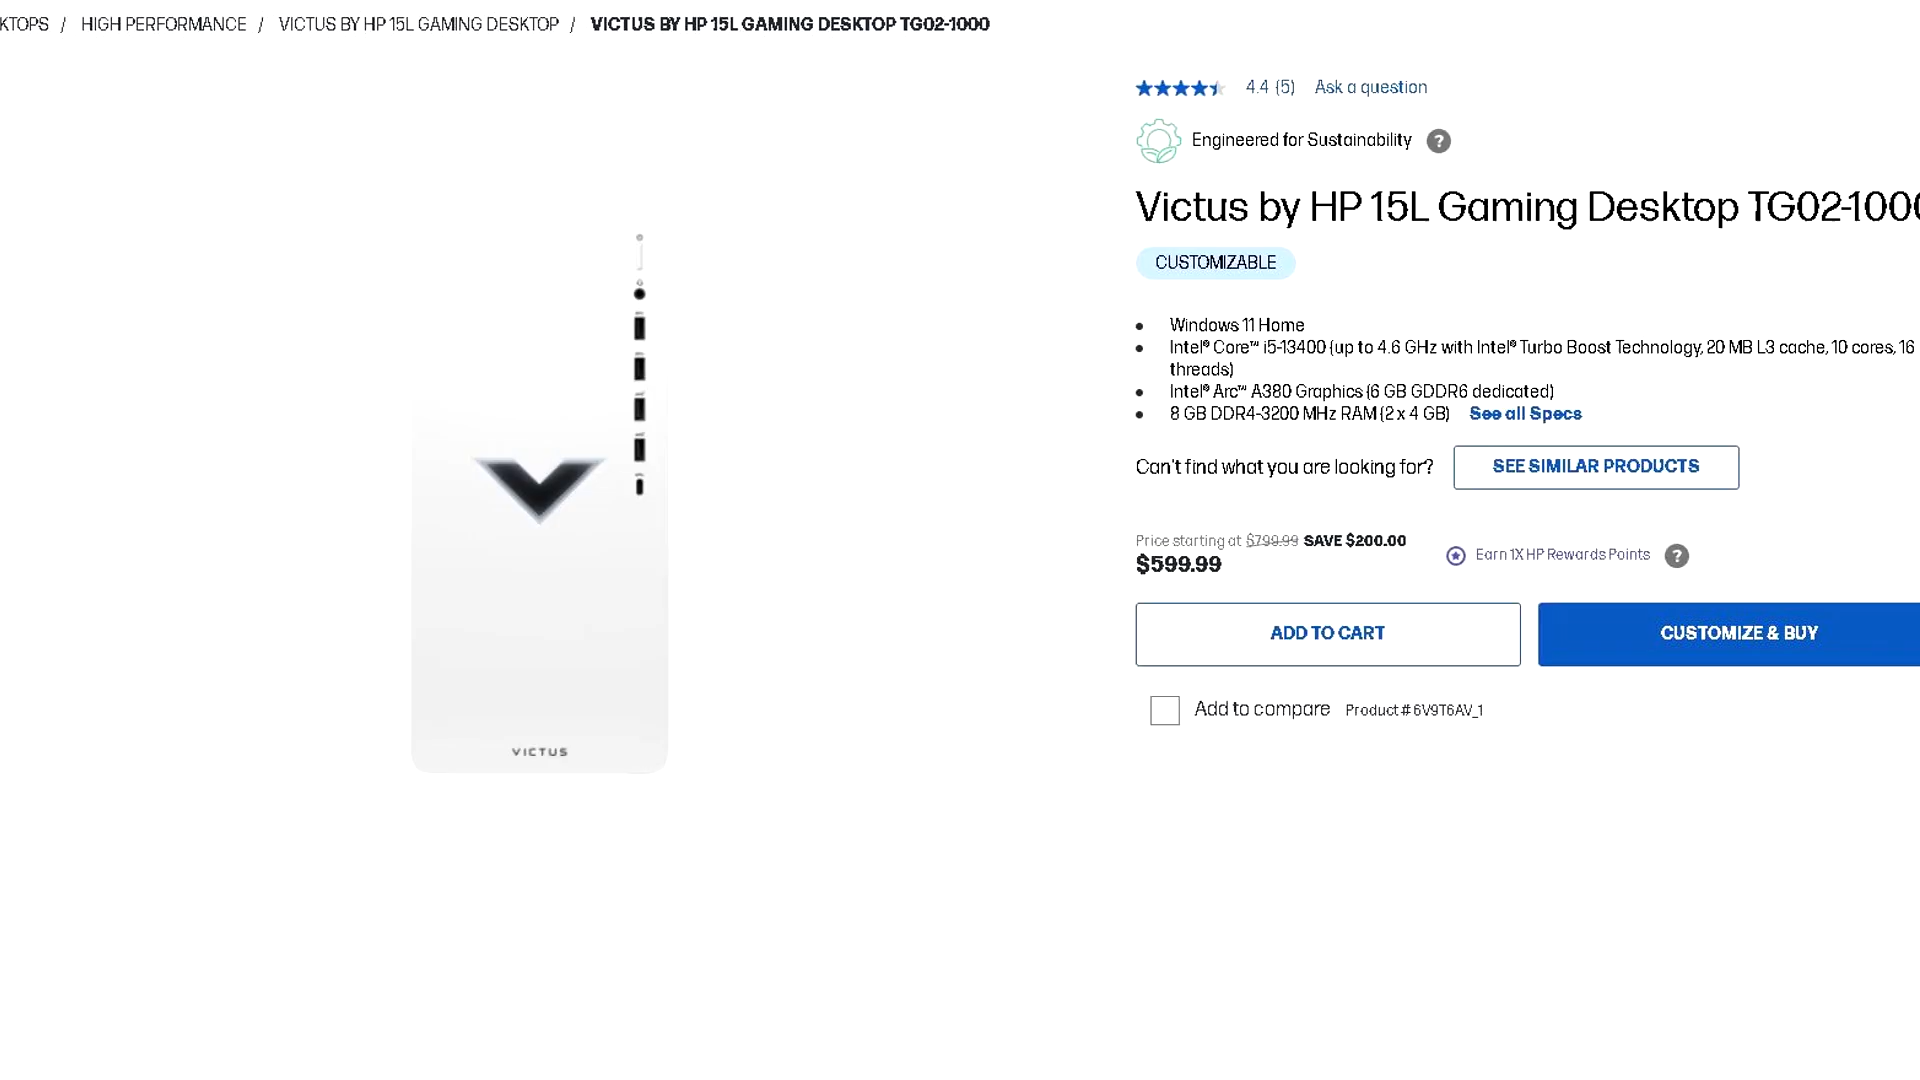 KTOPS / HIGH PERFORMANCE / VICTUS BY HP 15L GAMING DESKTOP / VICTUS BY HP 15L GAMING DESKTOP TG02-1000
4.4 (5) Ask a question
Engineered for Sustainability ?
Victus by HP 15L Gaming Desktop TG02-1000
CUSTOMIZABLE
• Windows 11 Home
• Intel® Core™ i5-13400 (up to 4.6 GHz with Intel® Turbo Boost Technology, 20 MB L3 cache, 10 cores, 16
threads)
• Intel® Arc™ A380 Graphics (6 GB GDDR6 dedicated)
• 8 GB DDR4-3200 MHz RAM (2 x 4 GB) See all Specs
Can't find what you are looking for? SEE SIMILAR PRODUCTS
Price starting at $799.99 SAVE $200.00
$599.99
Earn 1X HP Rewards Points ?
ADD TO CART
CUSTOMIZE & BUY
Add to compare Product # 6V9T6AV_1
VICTUS